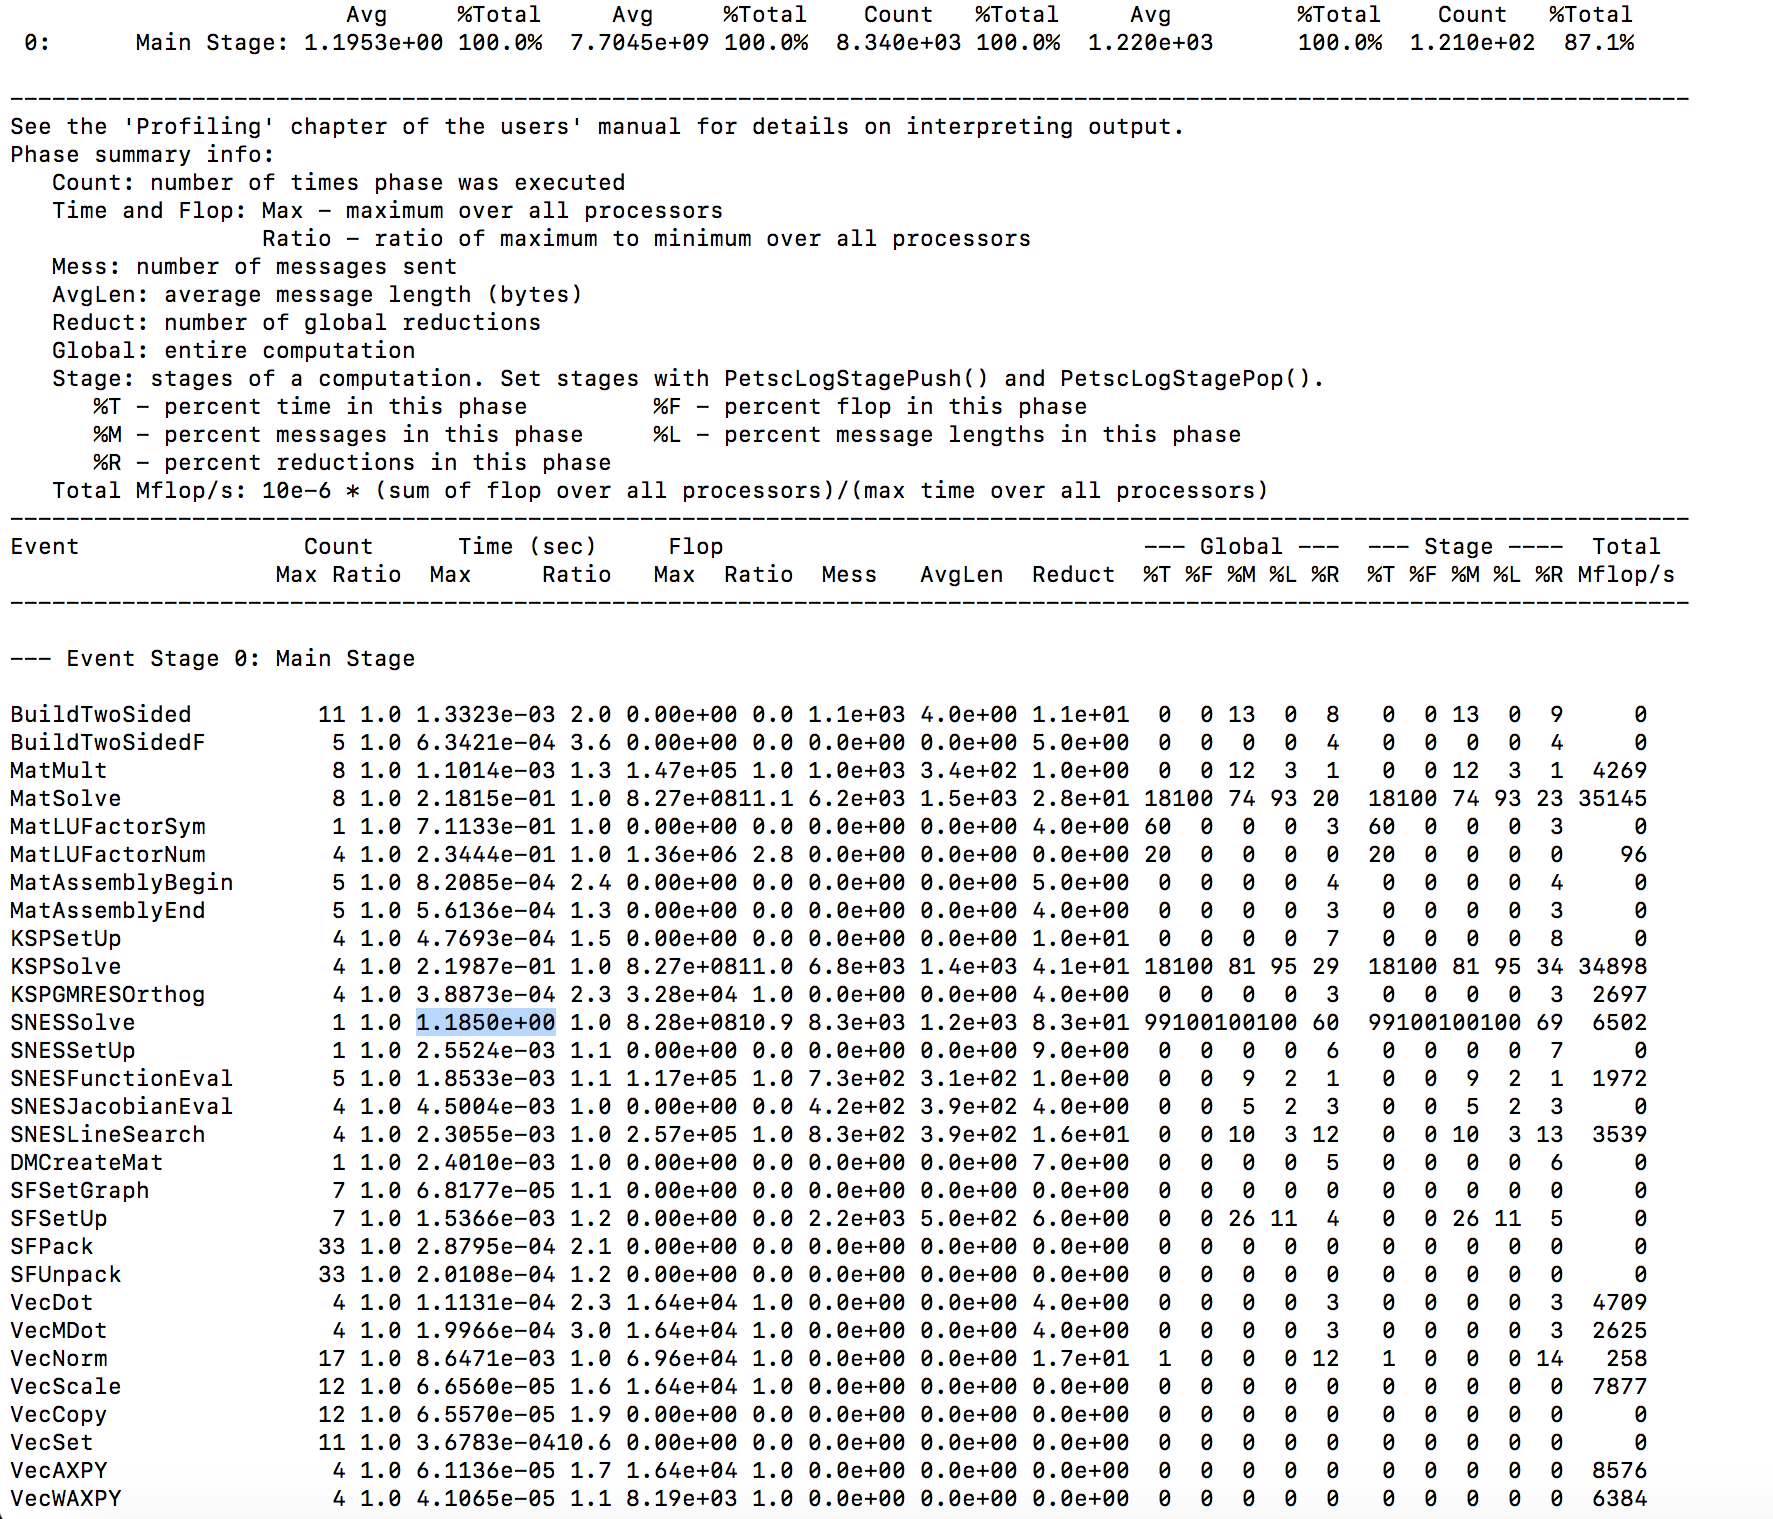 Avg %Total Avg %Total Count %Total Avg %Total Count %Total
0: Main Stage: 1.1953e+00 100.0% 7.7045e+09 100.0% 8.340e+03 100.0% 1.220e+03 100.0% 1.210e+02 87.1%
------------------------------------------------------------------------------------------------------------------------
See the 'Profiling' chapter of the users' manual for details on interpreting output.
Phase summary info:
Count: number of times phase was executed
Time and Flop: Max - maximum over all processors
Ratio - ratio of maximum to minimum over all processors
Mess: number of messages sent
AvgLen: average message length (bytes)
Reduct: number of global reductions
Global: entire computation
Stage: stages of a computation. Set stages with PetscLogStagePush() and PetscLogStagePop().
%T - percent time in this phase %F - percent flop in this phase
%M - percent messages in this phase %L - percent message lengths in this phase
%R - percent reductions in this phase
Total Mflop/s: 10e-6 * (sum of flop over all processors)/(max time over all processors)
------------------------------------------------------------------------------------------------------------------------
Event Count Time (sec) Flop --- Global --- --- Stage ---- Total
Max Ratio Max Ratio Max Ratio Mess AvgLen Reduct %T %F %M %L %R %T %F %M %L %R Mflop/s
------------------------------------------------------------------------------------------------------------------------
--- Event Stage 0: Main Stage
BuildTwoSided 11 1.0 1.3323e-03 2.0 0.00e+00 0.0 1.1e+03 4.0e+00 1.1e+01 0 0 13 0 8 0 0 13 0 9 0
BuildTwoSidedF 5 1.0 6.3421e-04 3.6 0.00e+00 0.0 0.0e+00 0.0e+00 5.0e+00 0 0 0 0 4 0 0 0 0 4 0
MatMult 8 1.0 1.1014e-03 1.3 1.47e+05 1.0 1.0e+03 3.4e+02 1.0e+00 0 0 12 3 1 0 0 12 3 1 4269
MatSolve 8 1.0 2.1815e-01 1.0 8.27e+0811.1 6.2e+03 1.5e+03 2.8e+01 18100 74 93 20 18100 74 93 23 35145
MatLUFactorSym 1 1.0 7.1133e-01 1.0 0.00e+00 0.0 0.0e+00 0.0e+00 4.0e+00 60 0 0 0 3 60 0 0 0 3 0
MatLUFactorNum 4 1.0 2.3444e-01 1.0 1.36e+06 2.8 0.0e+00 0.0e+00 0.0e+00 20 0 0 0 0 20 0 0 0 0 96
MatAssemblyBegin 5 1.0 8.2085e-04 2.4 0.00e+00 0.0 0.0e+00 0.0e+00 5.0e+00 0 0 0 0 4 0 0 0 0 4 0
MatAssemblyEnd 5 1.0 5.6136e-04 1.3 0.00e+00 0.0 0.0e+00 0.0e+00 4.0e+00 0 0 0 0 3 0 0 0 0 3 0
KSPSetUp 4 1.0 4.7693e-04 1.5 0.00e+00 0.0 0.0e+00 0.0e+00 1.0e+01 0 0 0 0 7 0 0 0 0 8 0
KSPSolve 4 1.0 2.1987e-01 1.0 8.27e+0811.0 6.8e+03 1.4e+03 4.1e+01 18100 81 95 29 18100 81 95 34 34898
KSPGMRESOrthog 4 1.0 3.8873e-04 2.3 3.28e+04 1.0 0.0e+00 0.0e+00 4.0e+00 0 0 0 0 3 0 0 0 0 3 2697
SNESSolve 1 1.0 1.1850e+00 1.0 8.28e+0810.9 8.3e+03 1.2e+03 8.3e+01 99100100100 60 99100100100 69 6502
SNESSetUp 1 1.0 2.5524e-03 1.1 0.00e+00 0.0 0.0e+00 0.0e+00 9.0e+00 0 0 0 0 6 0 0 0 0 7 0
SNESFunctionEval 5 1.0 1.8533e-03 1.1 1.17e+05 1.0 7.3e+02 3.1e+02 1.0e+00 0 0 9 2 1 0 0 9 2 1 1972
SNESJacobianEval 4 1.0 4.5004e-03 1.0 0.00e+00 0.0 4.2e+02 3.9e+02 4.0e+00 0 0 5 2 3 0 0 5 2 3 0
SNESLineSearch 4 1.0 2.3055e-03 1.0 2.57e+05 1.0 8.3e+02 3.9e+02 1.6e+01 0 0 10 3 12 0 0 10 3 13 3539
DMCreateMat 1 1.0 2.4010e-03 1.0 0.00e+00 0.0 0.0e+00 0.0e+00 7.0e+00 0 0 0 0 5 0 0 0 0 6 0
SFSetGraph 7 1.0 6.8177e-05 1.1 0.00e+00 0.0 0.0e+00 0.0e+00 0.0e+00 0 0 0 0 0 0 0 0 0 0 0
SFSetUp 7 1.0 1.5366e-03 1.2 0.00e+00 0.0 2.2e+03 5.0e+02 6.0e+00 0 0 26 11 4 0 0 26 11 5 0
SFPack 33 1.0 2.8795e-04 2.1 0.00e+00 0.0 0.0e+00 0.0e+00 0.0e+00 0 0 0 0 0 0 0 0 0 0 0
SFUnpack 33 1.0 2.0108e-04 1.2 0.00e+00 0.0 0.0e+00 0.0e+00 0.0e+00 0 0 0 0 0 0 0 0 0 0 0
VecDot 4 1.0 1.1131e-04 2.3 1.64e+04 1.0 0.0e+00 0.0e+00 4.0e+00 0 0 0 0 3 0 0 0 0 3 4709
VecMDot 4 1.0 1.9966e-04 3.0 1.64e+04 1.0 0.0e+00 0.0e+00 4.0e+00 0 0 0 0 3 0 0 0 0 3 2625
VecNorm 17 1.0 8.6471e-03 1.0 6.96e+04 1.0 0.0e+00 0.0e+00 1.7e+01 1 0 0 0 12 1 0 0 0 14 258
VecScale 12 1.0 6.6560e-05 1.6 1.64e+04 1.0 0.0e+00 0.0e+00 0.0e+00 0 0 0 0 0 0 0 0 0 0 7877
VecCopy 12 1.0 6.5570e-05 1.9 0.00e+00 0.0 0.0e+00 0.0e+00 0.0e+00 0 0 0 0 0 0 0 0 0 0 0
VecSet 11 1.0 3.6783e-0410.6 0.00e+00 0.0 0.0e+00 0.0e+00 0.0e+00 0 0 0 0 0 0 0 0 0 0 0
VecAXPY 4 1.0 6.1136e-05 1.7 1.64e+04 1.0 0.0e+00 0.0e+00 0.0e+00 0 0 0 0 0 0 0 0 0 0 8576
VecWAXPY 4 1.0 4.1065e-05 1.1 8.19e+03 1.0 0.0e+00 0.0e+00 0.0e+00 0 0 0 0 0 0 0 0 0 0 6384